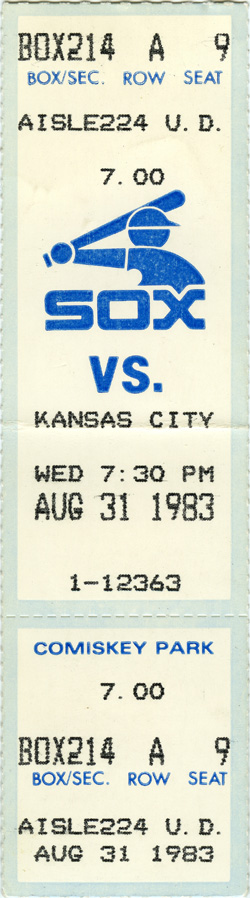 BOX214 A 9
BOX/SEC. ROW SEAT
AISLE224 U.D.
7.00
SOX
VS.
KANSAS CITY
WED 7:30 PM
AUG 31 1983
1-12363
COMISKEY PARK
7.00
BOX214 A 9
BOX/SEC. ROW SEAT
AISLE224 U.D.
AUG 31 1983